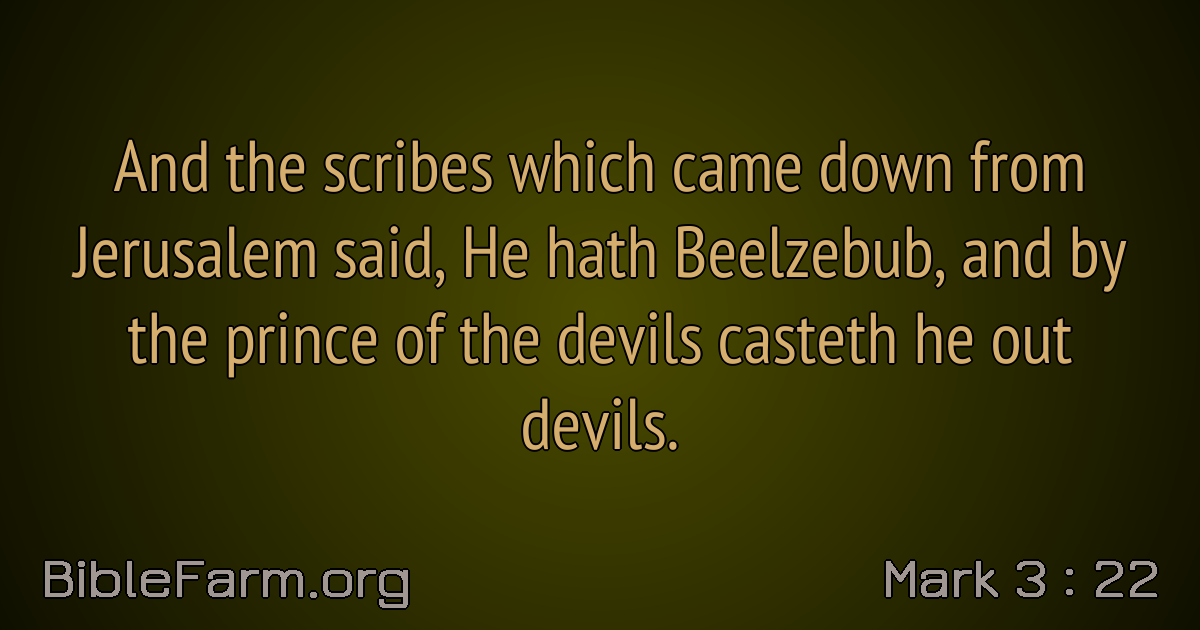 And the scribes which came down from
Jerusalem said, He hath Beelzebub, and by
the prince of the devils casteth he out
devils.
BibleFarm.org
Mark 3 : 22